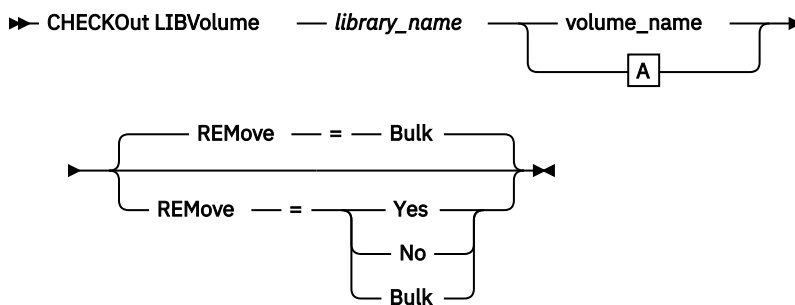 CHECKOut LIBVolume library_name volume_name
A
REMove = Bulk
REMove = Yes
No
Bulk